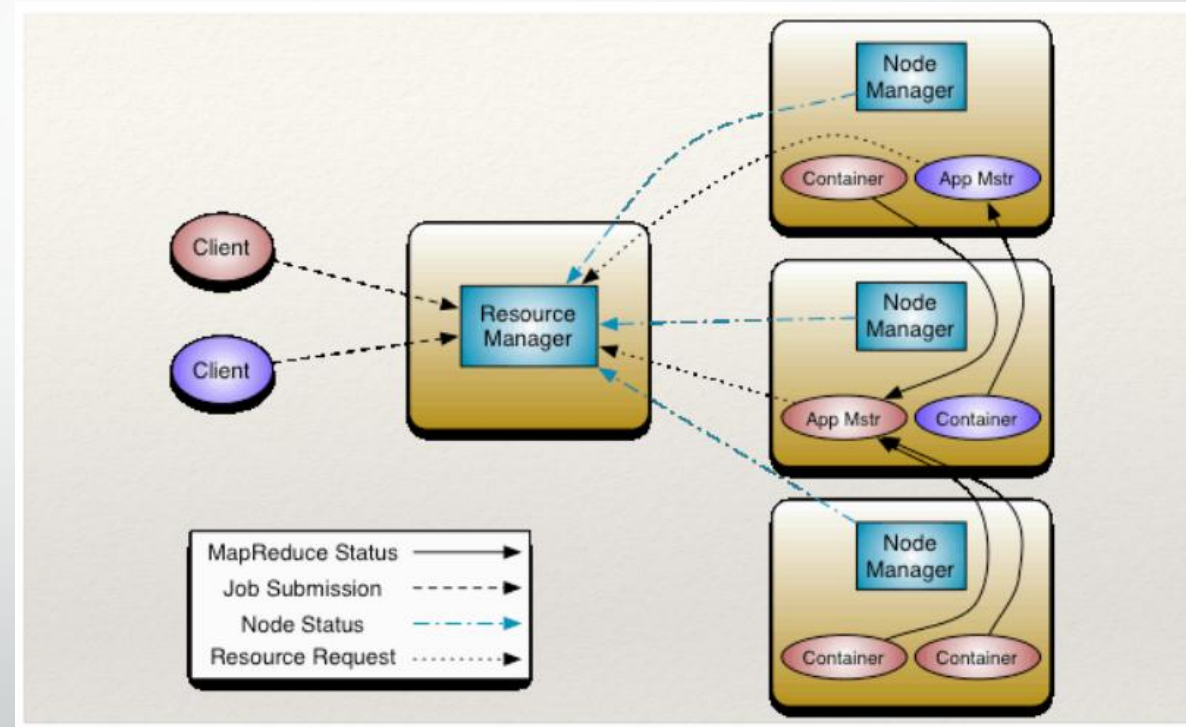 Node
Manager
Container
App Mstr
Client
Resource
Manager
Node
Manager
Client
App Mstr
Container
MapReduce Status
Job Submission
Node Status
Resource Request
Node
Manager
Container
Container